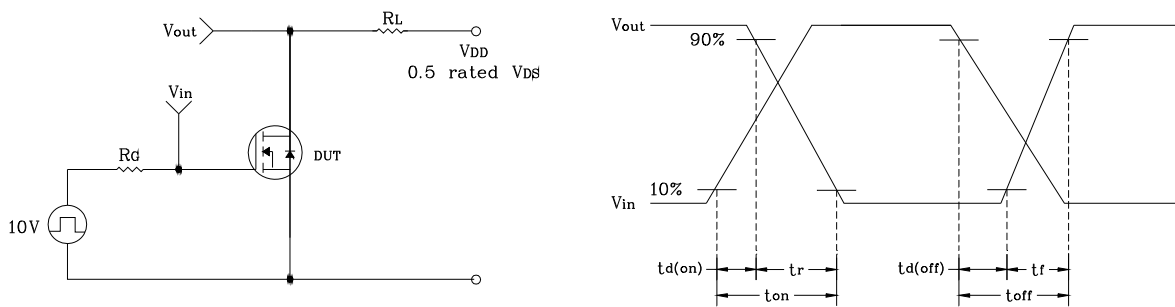 Vout
RL
VDD
0.5 rated VDS
Vin
RG
DUT
10V
Vout
90%
10%
Vin
td(on)
tr
td(off)
tf
ton
toff